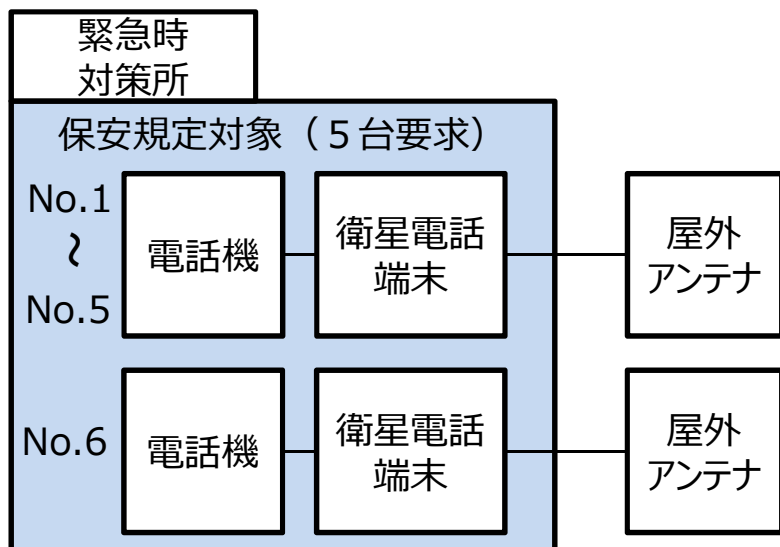 緊急時
対策所
保安規定対象（５台要求）
No.1
～
No.5
電話機
衛星電話
端末
屋外
アンテナ
No.6
電話機
衛星電話
端末
屋外
アンテナ